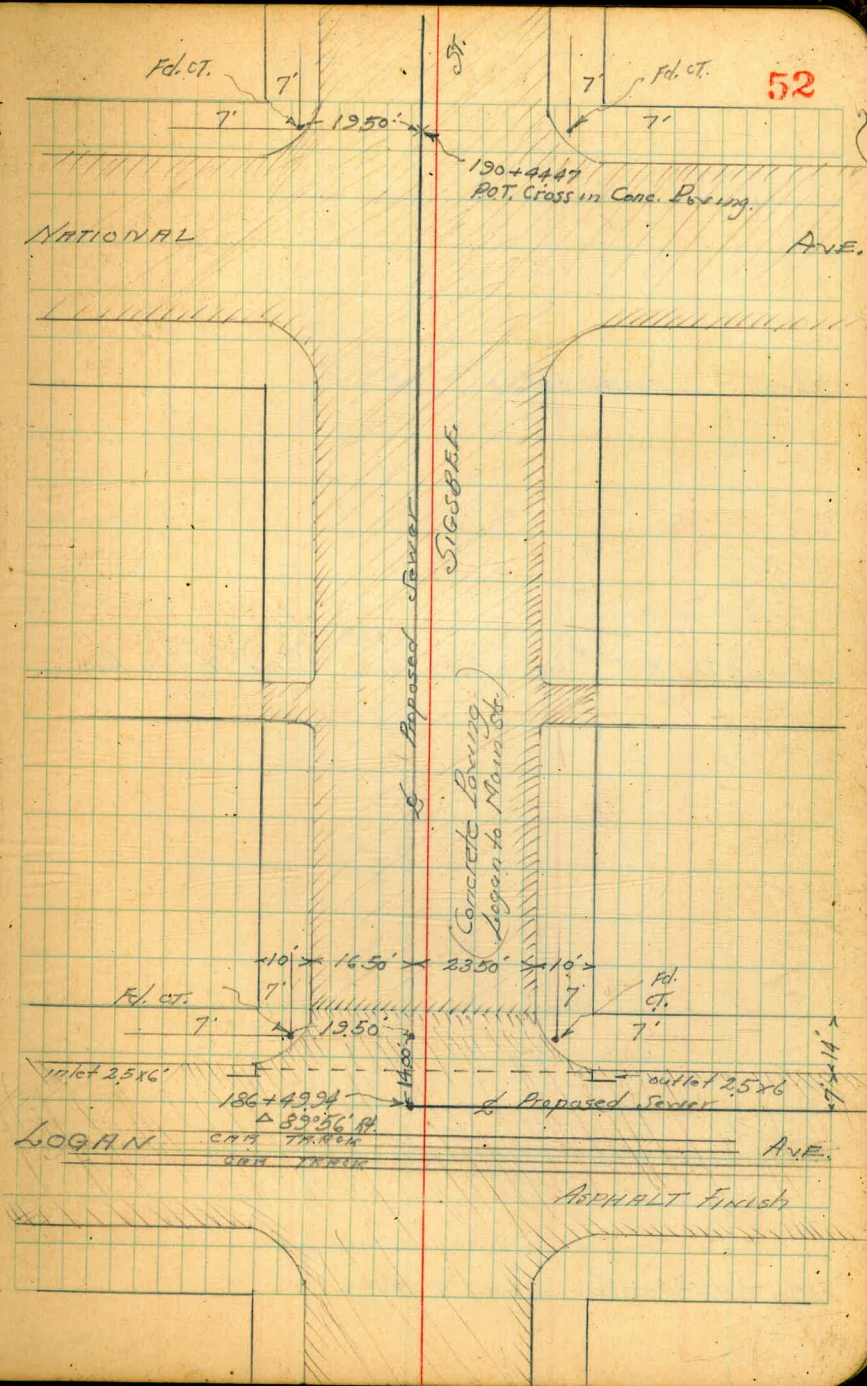 52
St.
Fd. CT.
7'
7'
Fd. CT.
7'
19.50'
7'
190+44.47
P.O.T. Cross in Conc. Paving.
NATIONAL
AVE.
SIGSBEE
℄ Proposed Sewer
(Concrete Paving
Logan to Main St.)
10' 16.50' 23.50' 10'
Fd. CT.
7'
7'
Fd.
CT.
7'
19.50'
7'
14.00'
7' 14'
inlet 2.5x6'
outlet 2.5x6
186+49.94
Δ 89°56' Rt.
℄ Proposed Sewer
LOGAN
CAR TRACK
AVE.
CAR TRACK
ASPHALT FINISH